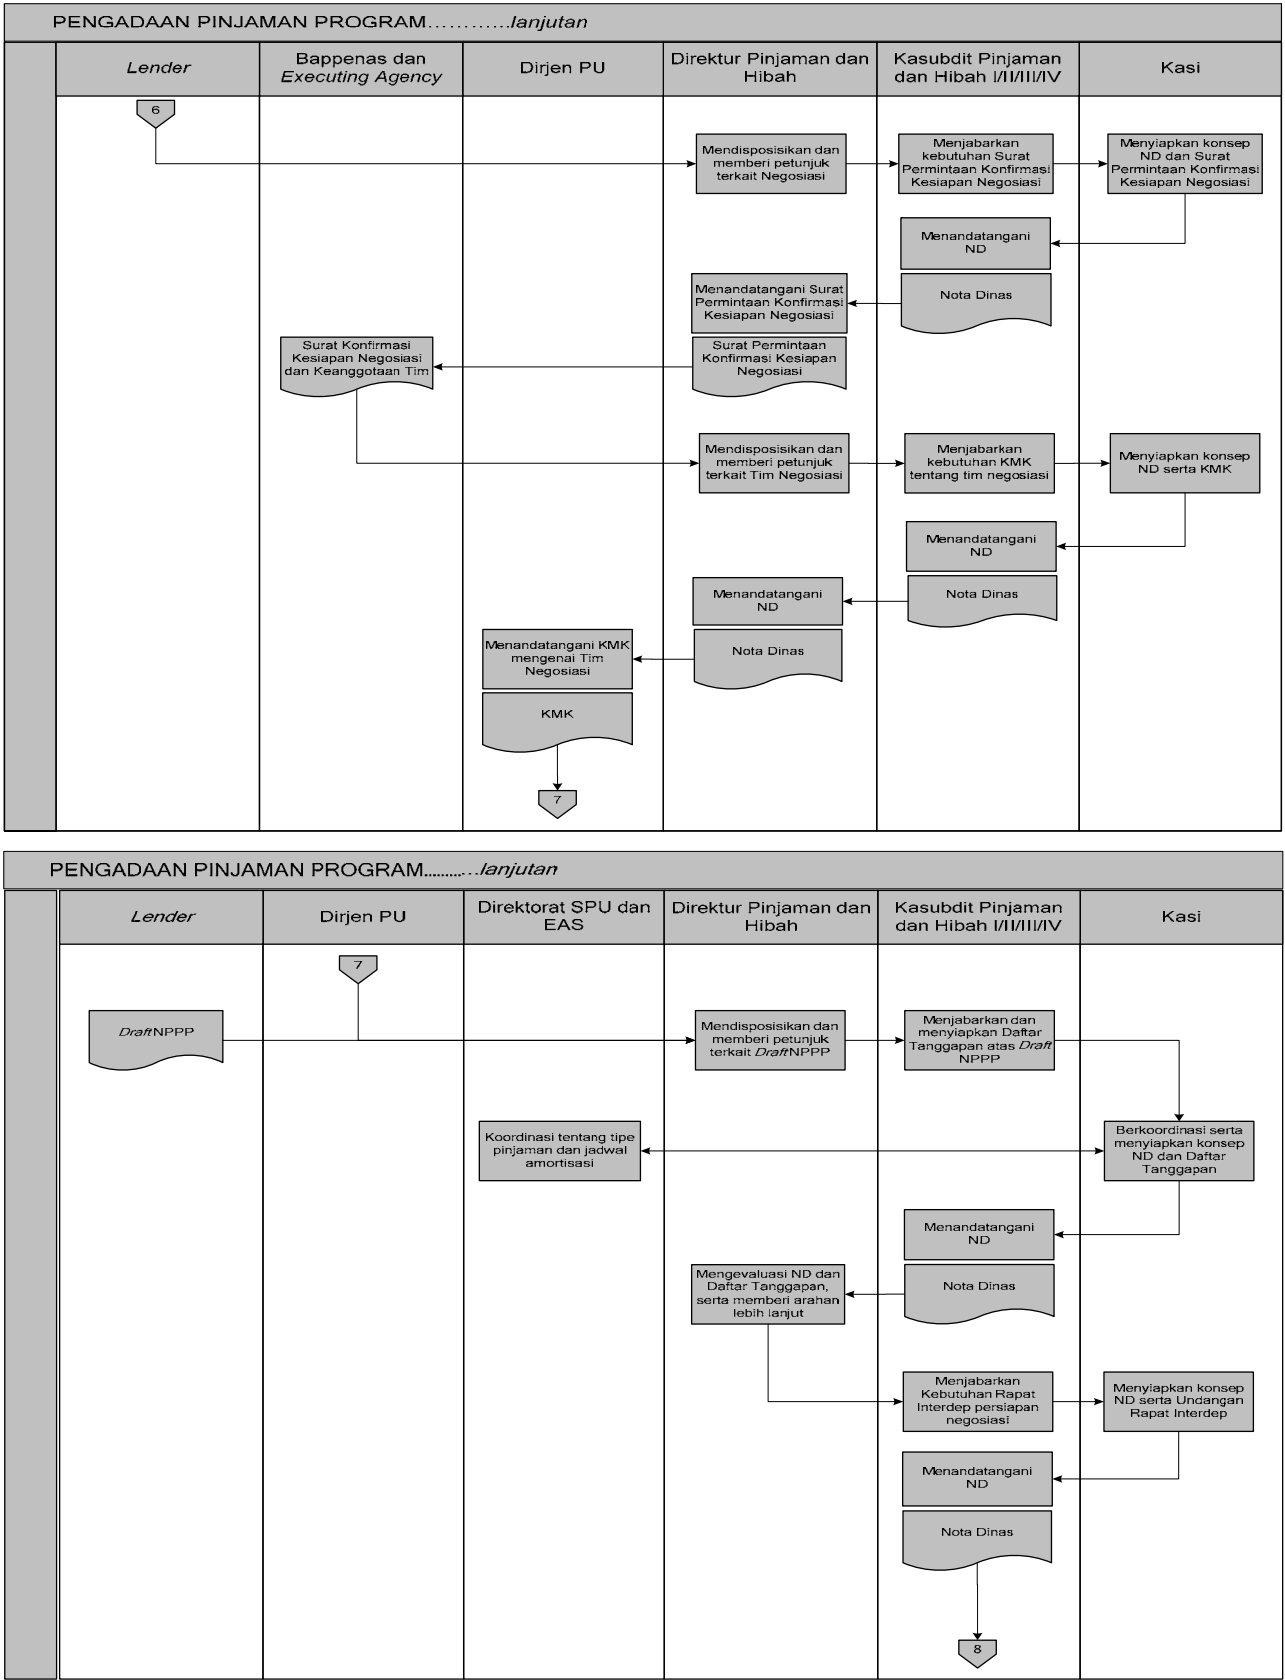 PENGADAAN PINJAMAN PROGRAM…………lanjutan
Lender
Bappenas dan
Executing Agency
Dirjen PU
Direktur Pinjaman dan
Hibah
Kasubdit Pinjaman
dan Hibah I/II/III/IV
Kasi
6
Mendisposisikan dan
memberi petunjuk
terkait Negosiasi
Menjabarkan
kebutuhan Surat
Permintaan Konfirmasi
Kesiapan Negosiasi
Menyiapkan konsep
ND dan Surat
Permintaan Konfirmasi
Kesiapan Negosiasi
Menandatangani
ND
Nota Dinas
Menandatangani Surat
Permintaan Konfirmasi
Kesiapan Negosiasi
Surat Permintaan
Konfirmasi Kesiapan
Negosiasi
Surat Konfirmasi
Kesiapan Negosiasi
dan Keanggotaan Tim
Mendisposisikan dan
memberi petunjuk
terkait Tim Negosiasi
Menjabarkan
kebutuhan KMK
tentang tim negosiasi
Menyiapkan konsep
ND serta KMK
Menandatangani
ND
Nota Dinas
Menandatangani
ND
Nota Dinas
Menandatangani KMK
mengenai Tim
Negosiasi
KMK
7
PENGADAAN PINJAMAN PROGRAM.........…lanjutan
Lender
Dirjen PU
Direktorat SPU dan
EAS
Direktur Pinjaman dan
Hibah
Kasubdit Pinjaman
dan Hibah I/II/III/IV
Kasi
7
Draft NPPP
Mendisposisikan dan
memberi petunjuk
terkait Draft NPPP
Menjabarkan dan
menyiapkan Daftar
Tanggapan atas Draft
NPPP
Koordinasi tentang tipe
pinjaman dan jadwal
amortisasi
Berkoordinasi serta
menyiapkan konsep
ND dan Daftar
Tanggapan
Menandatangani
ND
Nota Dinas
Mengevaluasi ND dan
Daftar Tanggapan,
serta memberi arahan
lebih lanjut
Menjabarkan
Kebutuhan Rapat
Interdep persiapan
negosiasi
Menyiapkan konsep
ND serta Undangan
Rapat Interdep
Menandatangani
ND
Nota Dinas
8